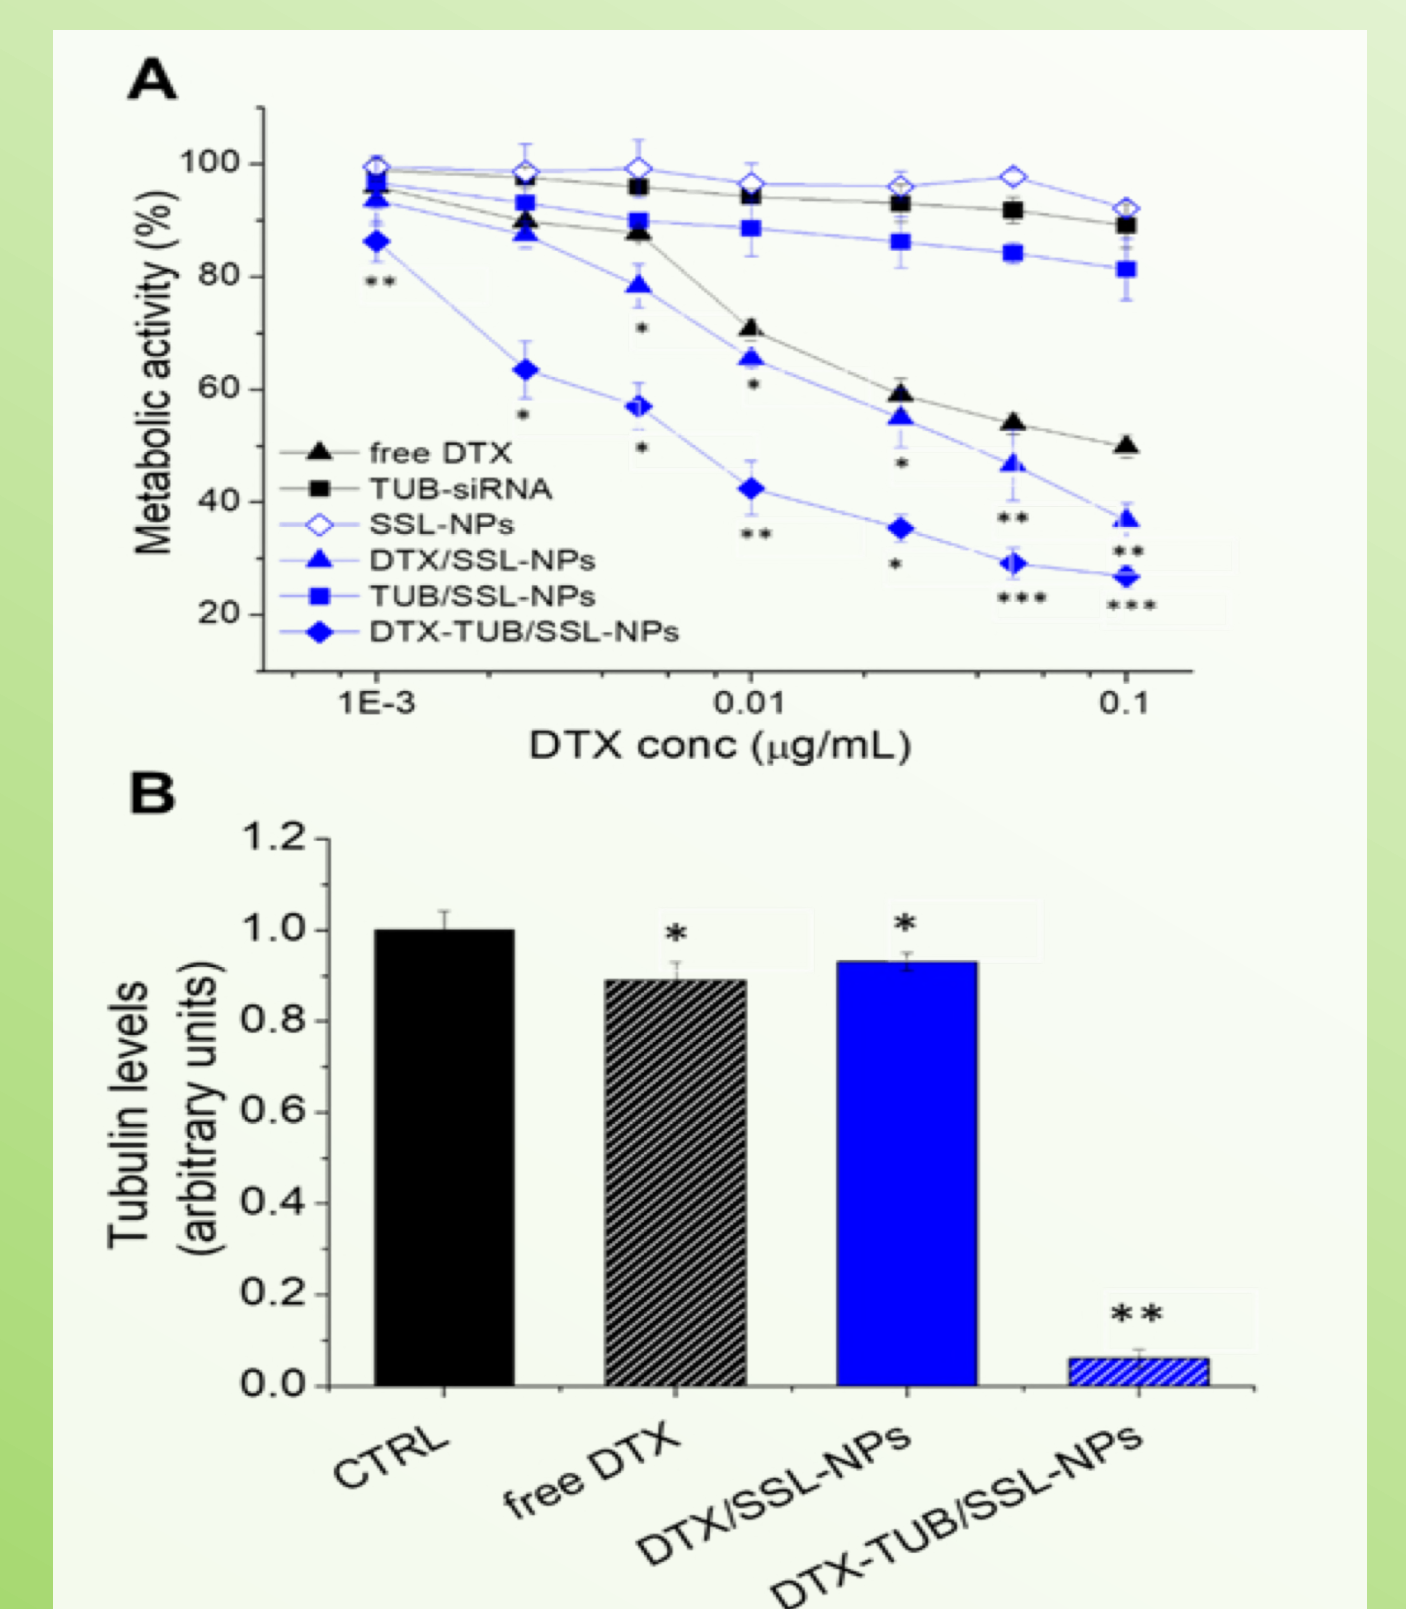 A
Metabolic activity (%)
100
80
60
40
20
**
*
*
*
*
*
**
*
*
**
***
**
***
free DTX
TUB-siRNA
SSL-NPs
DTX/SSL-NPs
TUB/SSL-NPs
DTX-TUB/SSL-NPs
1E-3 0.01 0.1
DTX conc (μg/mL)
B
Tubulin levels
(arbitrary units)
1.2
1.0
0.8
0.6
0.4
0.2
0.0
*
*
**
CTRL
free DTX
DTX/SSL-NPs
DTX-TUB/SSL-NPs